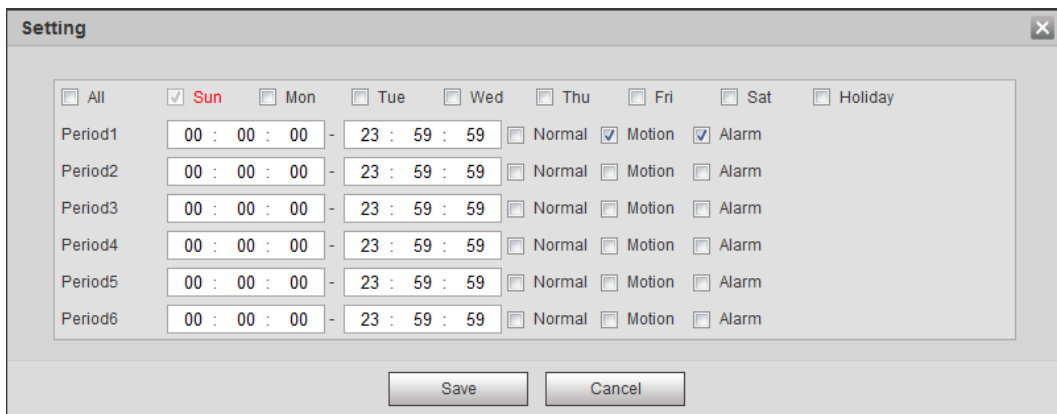 Setting
All Sun Mon Tue Wed Thu Fri Sat Holiday
Period1 00 : 00 : 00 - 23 : 59 : 59 Normal Motion Alarm
Period2 00 : 00 : 00 - 23 : 59 : 59 Normal Motion Alarm
Period3 00 : 00 : 00 - 23 : 59 : 59 Normal Motion Alarm
Period4 00 : 00 : 00 - 23 : 59 : 59 Normal Motion Alarm
Period5 00 : 00 : 00 - 23 : 59 : 59 Normal Motion Alarm
Period6 00 : 00 : 00 - 23 : 59 : 59 Normal Motion Alarm
Save Cancel